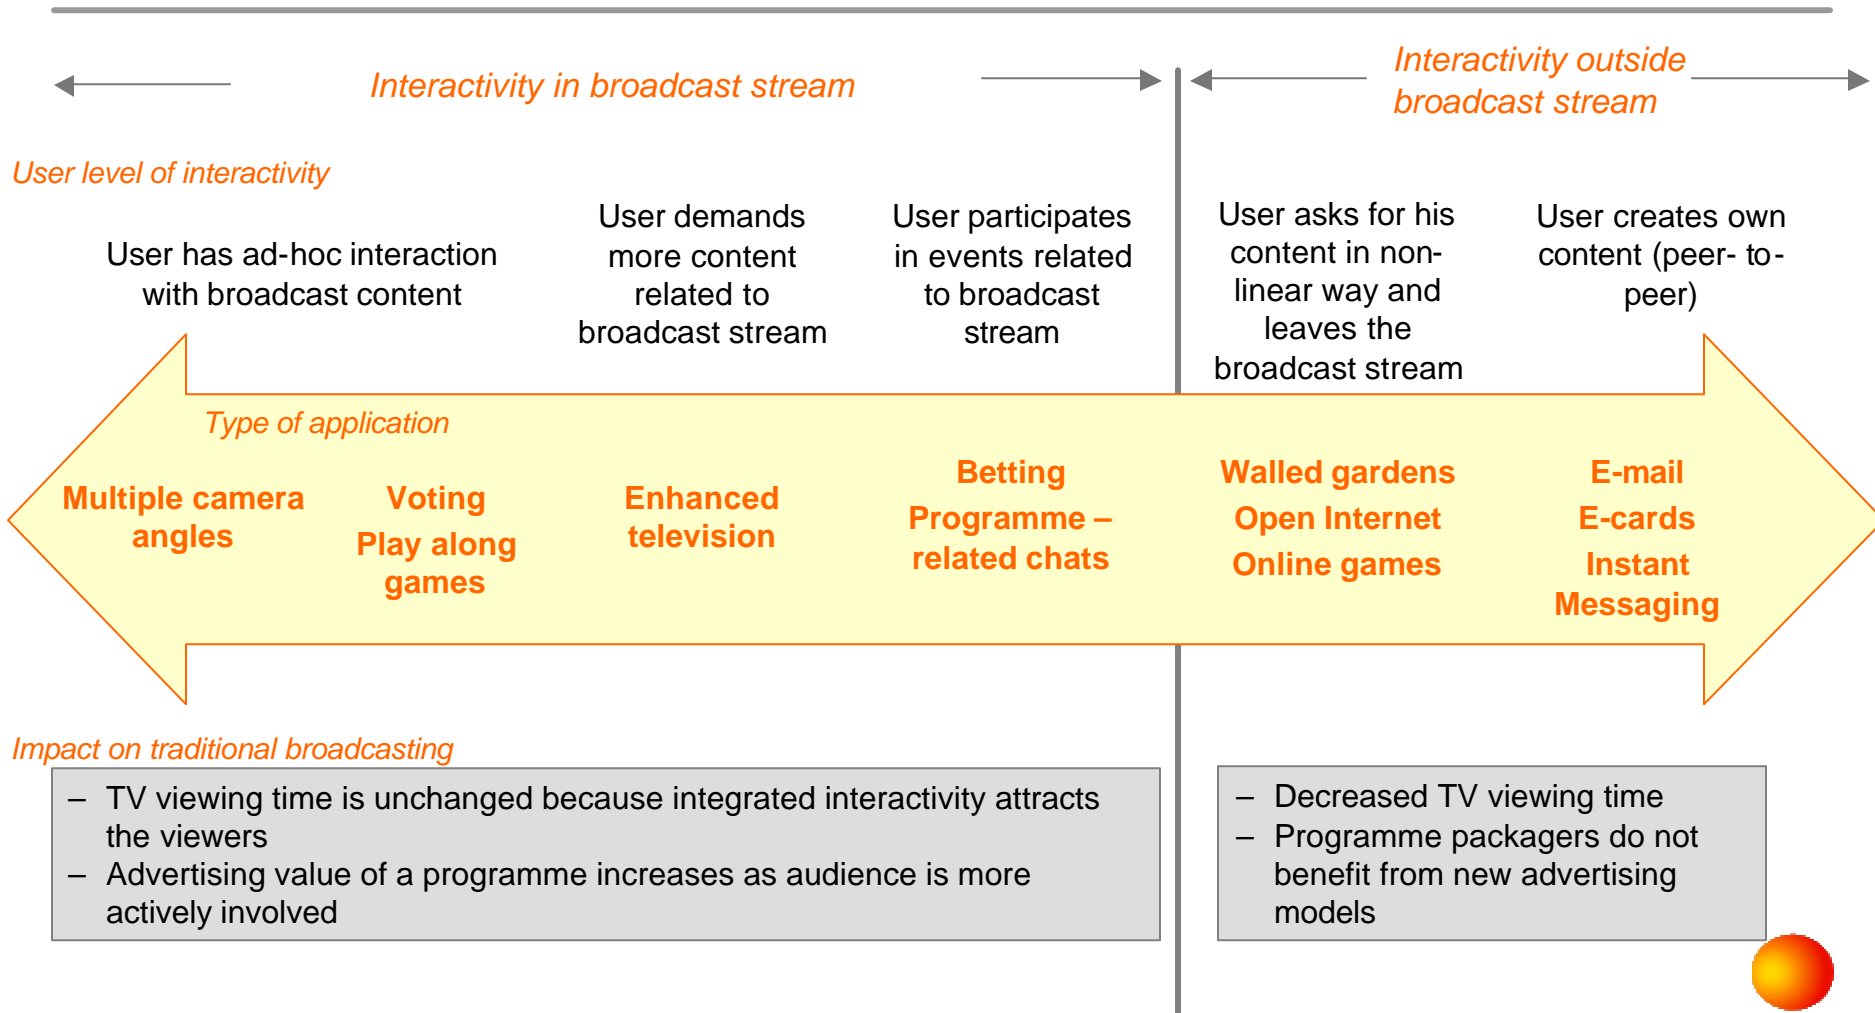 Interactivity in broadcast stream
Interactivity outside
broadcast stream
User level of interactivity
User has ad-hoc interaction
with broadcast content
User demands
more content
related to
broadcast stream
User participates
in events related
to broadcast
stream
User asks for his
content in non-
linear way and
leaves the
broadcast stream
User creates own
content (peer- to-
peer)
Type of application
Multiple camera
angles
Voting
Play along
games
Enhanced
television
Betting
Programme –
related chats
Walled gardens
Open Internet
Online games
E-mail
E-cards
Instant
Messaging
Impact on traditional broadcasting
– TV viewing time is unchanged because integrated interactivity attracts
the viewers
– Advertising value of a programme increases as audience is more
actively involved
– Decreased TV viewing time
– Programme packagers do not
benefit from new advertising
models